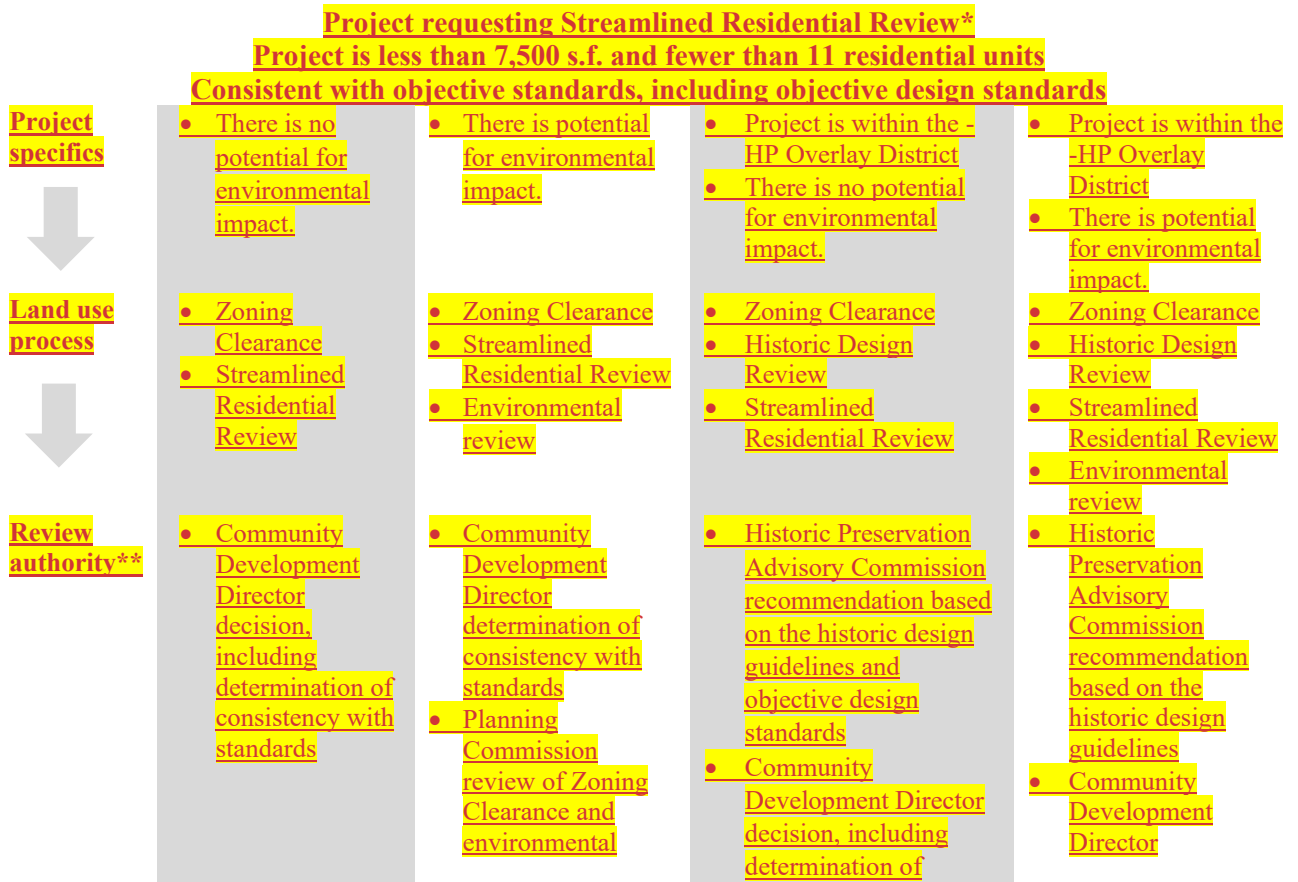 Project requesting Streamlined Residential Review*
Project is less than 7,500 s.f. and fewer than 11 residential units
Consistent with objective standards, including objective design standards
Project
specifics
• There is no
potential for
environmental
impact.
• There is potential
for environmental
impact.
• Project is within the -
HP Overlay District
• There is no potential
for environmental
impact.
• Project is within the
-HP Overlay
District
• There is potential
for environmental
impact.
Land use
process
• Zoning
Clearance
• Streamlined
Residential
Review
• Zoning Clearance
• Streamlined
Residential Review
• Environmental
review
• Zoning Clearance
• Historic Design
Review
• Streamlined
Residential Review
• Zoning Clearance
• Historic Design
Review
• Streamlined
Residential Review
• Environmental
review
Review
authority**
• Community
Development
Director
decision,
including
determination of
consistency with
standards
• Community
Development
Director
determination of
consistency with
standards
• Planning
Commission
review of Zoning
Clearance and
environmental
• Historic Preservation
Advisory Commission
recommendation based
on the historic design
guidelines and
objective design
standards
• Community
Development Director
decision, including
determination of
• Historic
Preservation
Advisory
Commission
recommendation
based on the
historic design
guidelines
• Community
Development
Director